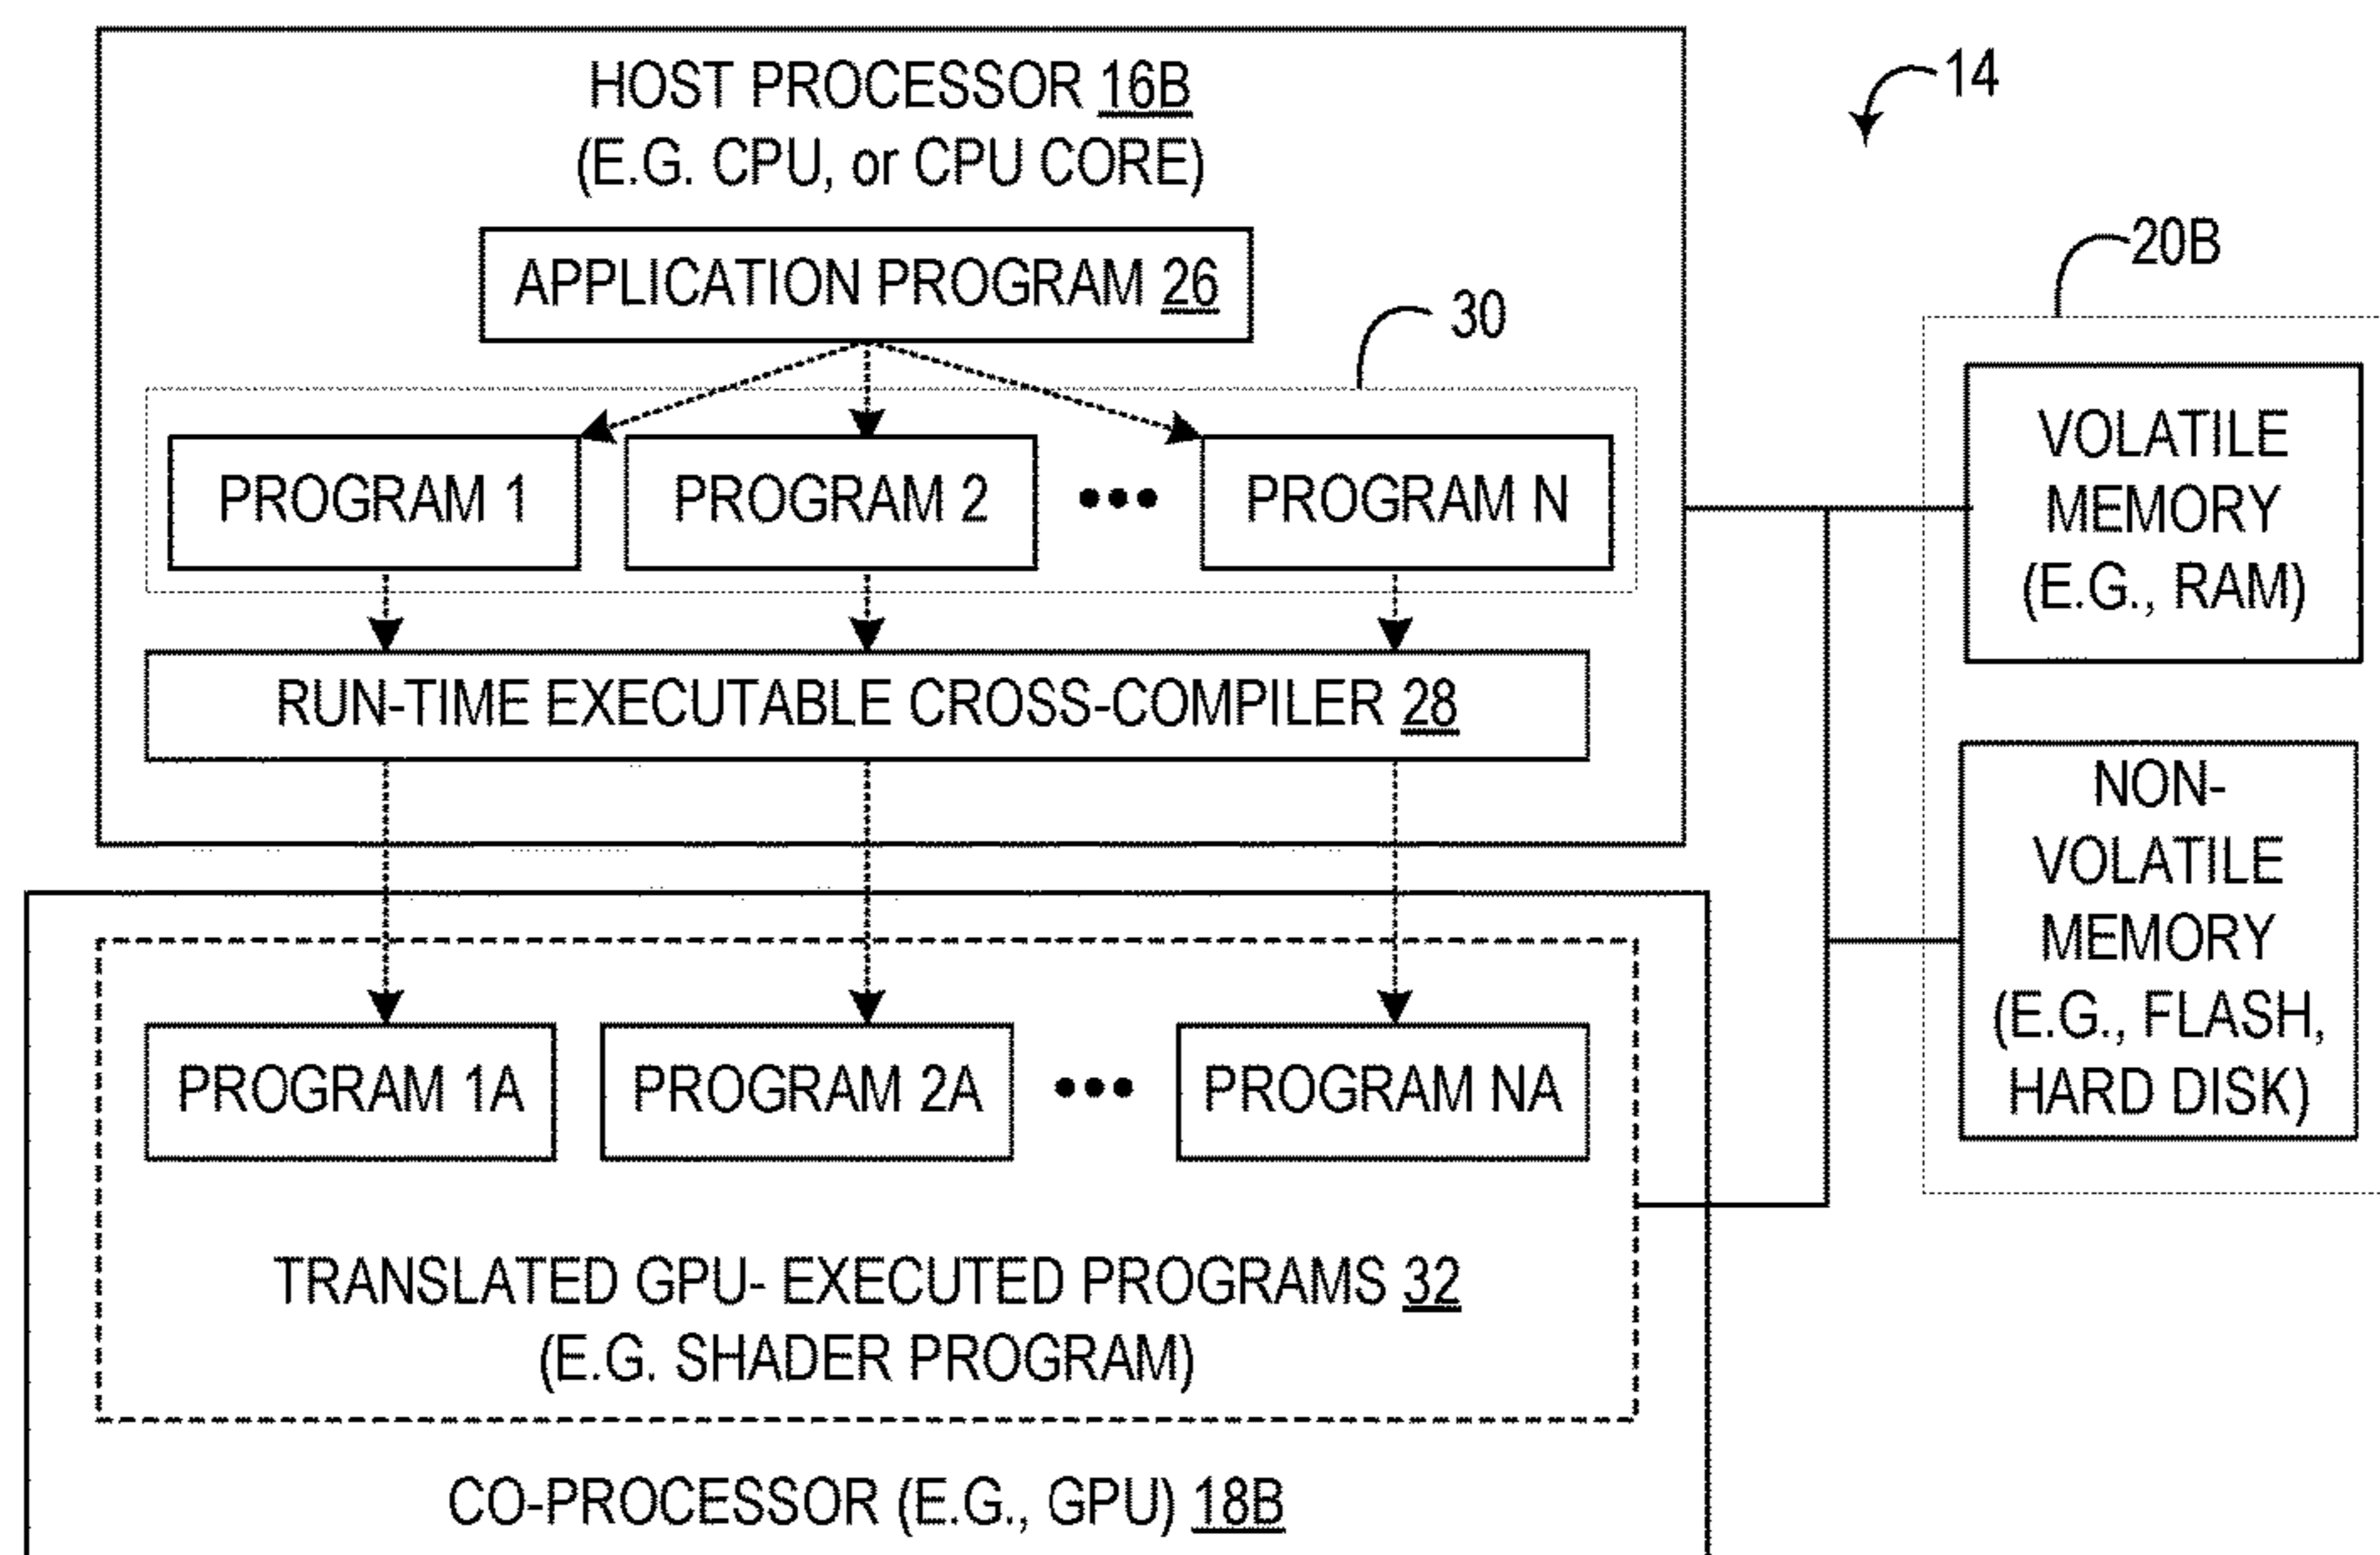 HOST PROCESSOR 16B
(E.G. CPU, or CPU CORE)
14
APPLICATION PROGRAM 26
30
20B
PROGRAM 1
PROGRAM 2
•••
PROGRAM N
RUN-TIME EXECUTABLE CROSS-COMPILER 28
VOLATILE
MEMORY
(E.G., RAM)
NON-
VOLATILE
MEMORY
(E.G., FLASH,
HARD DISK)
PROGRAM 1A
PROGRAM 2A
•••
PROGRAM NA
TRANSLATED GPU- EXECUTED PROGRAMS 32
(E.G. SHADER PROGRAM)
CO-PROCESSOR (E.G., GPU) 18B